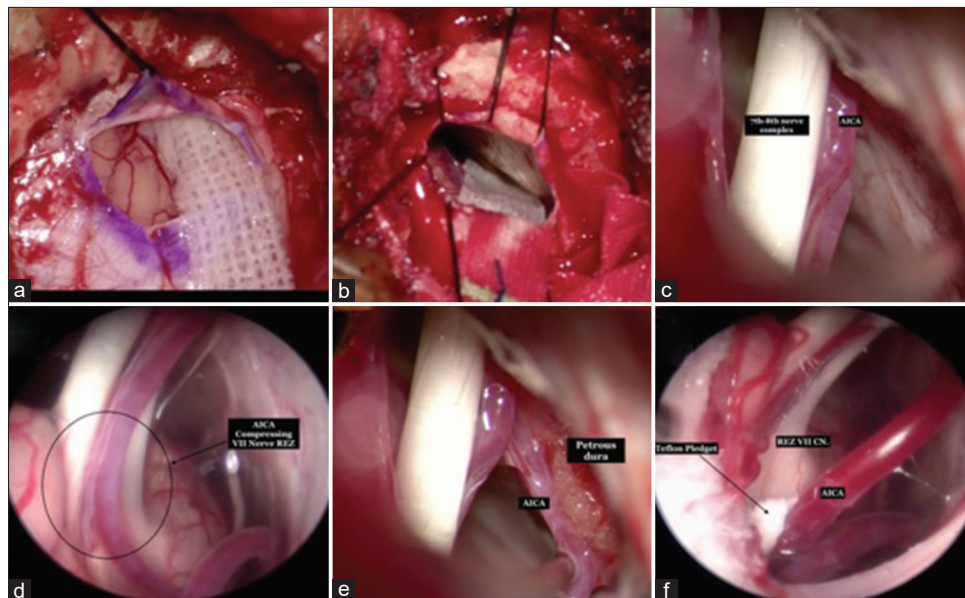 a
b
7th-8th nerve
complex
AICA
c
AICA
Compressing
VII Nerve REZ
d
Petrous
dura
AICA
e
Teflon Pledget
REZ VII CN.
AICA
f